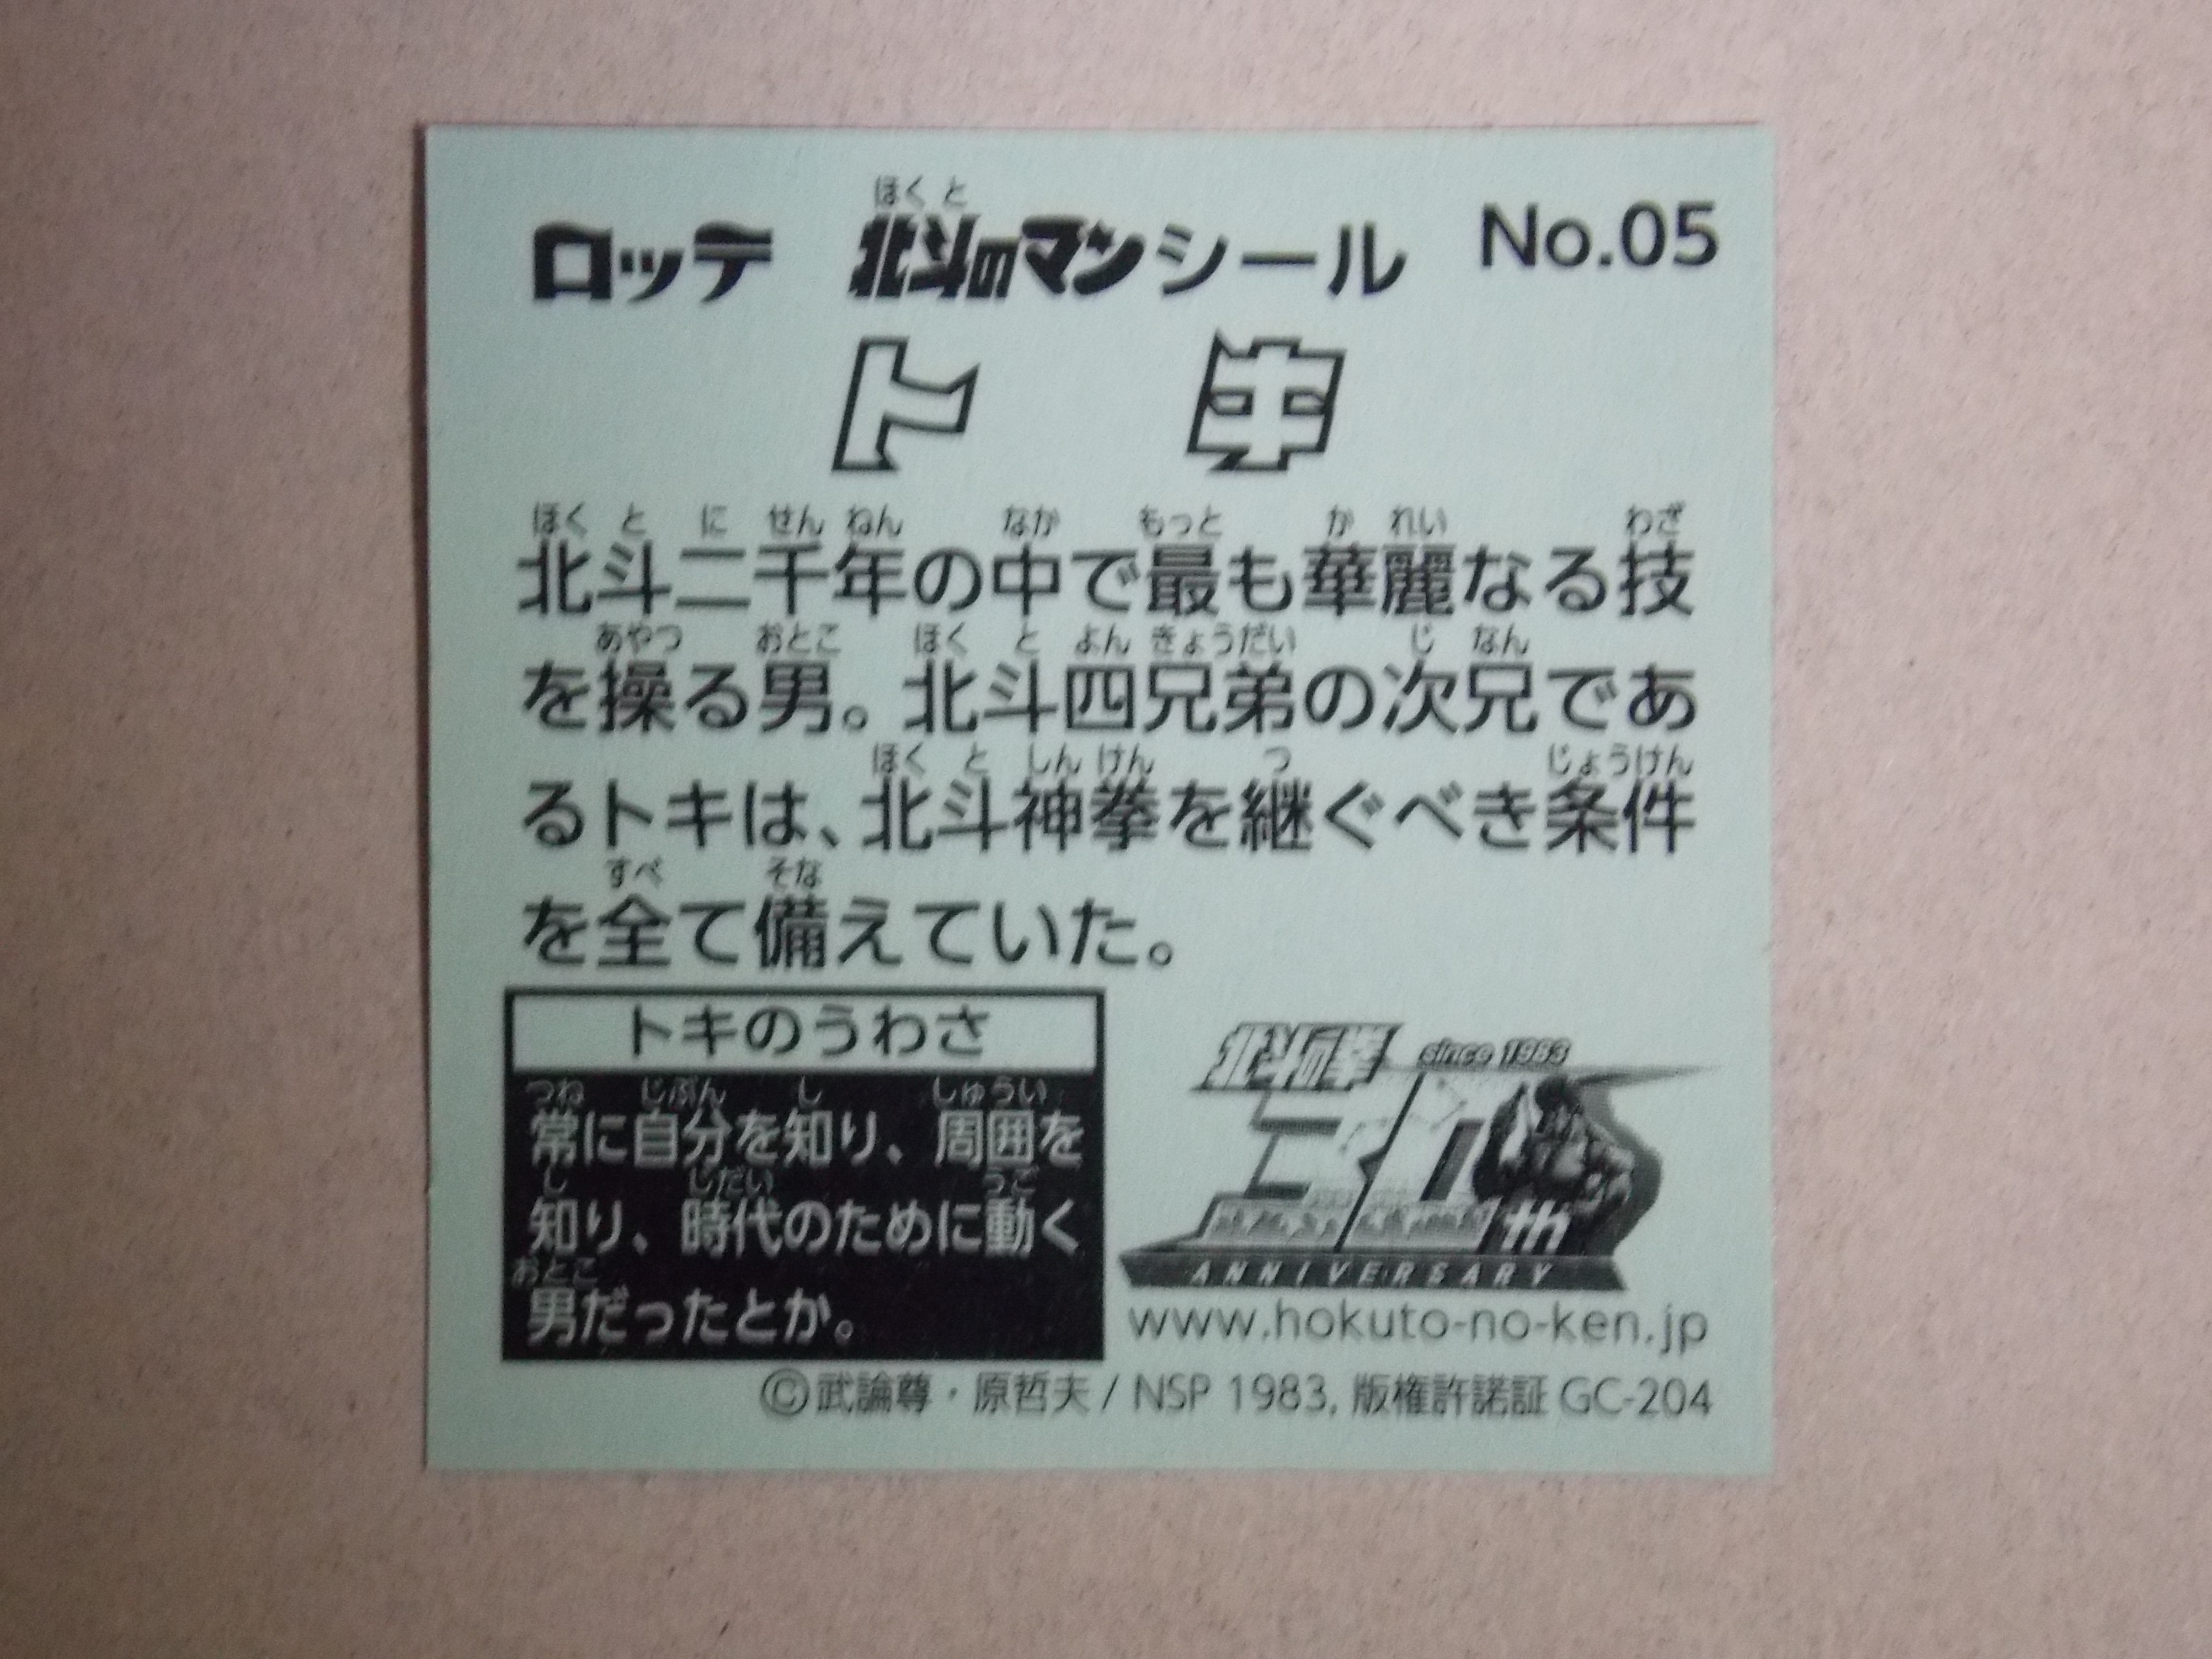 ロッテ 北斗のマンシール No.05
ほくと
トキ
ほくとにせんねん なか もっと かれい わざ
北斗二千年の中で最も華麗なる技
あやつ おとこ ほくとよんきょうだい じなん
を操る男。北斗四兄弟の次兄であ
ほくとしんけん つ じょうけん
るトキは、北斗神拳を継ぐべき条件
すべ そな
を全て備えていた。
トキのうわさ
つね じぶん し しゅうい
常に自分を知り、周囲を
し じだい うご
知り、時代のために動く
おとこ
男だったとか。
北斗の拳 since 1983
30th
ANNIVERSARY
www.hokuto-no-ken.jp
©武論尊・原哲夫/NSP 1983, 版権許諾証GC-204